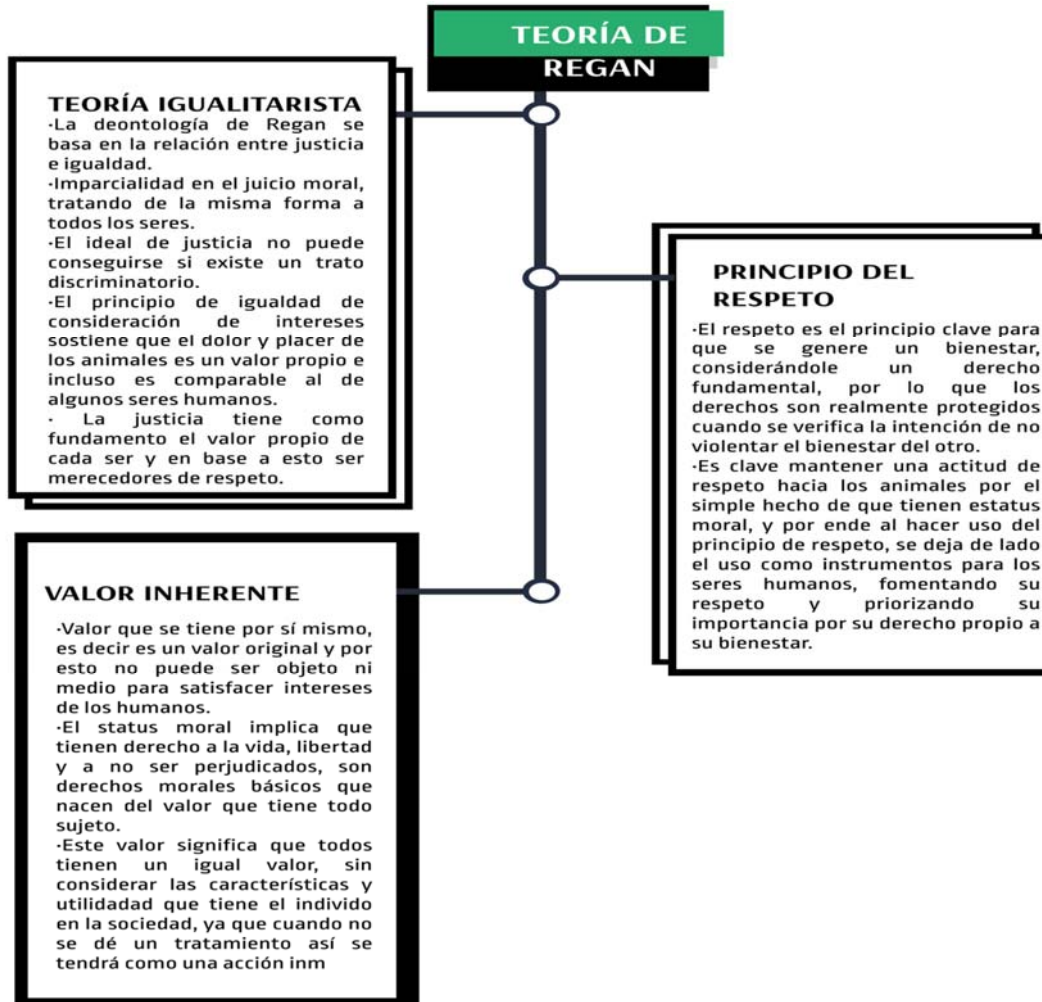 TEORÍA DE
REGAN
TEORÍA IGUALITARISTA
·La deontología de Regan se
basa en la relación entre justicia
e igualdad.
·Imparcialidad en el juicio moral,
tratando de la misma forma a
todos los seres.
·El ideal de justicia no puede
conseguirse si existe un trato
discriminatorio.
·El principio de igualdad de
consideración de intereses
sostiene que el dolor y placer de
los animales es un valor propio e
incluso es comparable al de
algunos seres humanos.
· La justicia tiene como
fundamento el valor propio de
cada ser y en base a esto ser
merecedores de respeto.
PRINCIPIO DEL
RESPETO
·El respeto es el principio clave para
que se genere un bienestar,
considerándole un derecho
fundamental, por lo que los
derechos son realmente protegidos
cuando se verifica la intención de no
violentar el bienestar del otro.
·Es clave mantener una actitud de
respeto hacia los animales por el
simple hecho de que tienen estatus
moral, y por ende al hacer uso del
principio de respeto, se deja de lado
el uso como instrumentos para los
seres humanos, fomentando su
respeto y priorizando su
importancia por su derecho propio a
su bienestar.
VALOR INHERENTE
·Valor que se tiene por sí mismo,
es decir es un valor original y por
esto no puede ser objeto ni
medio para satisfacer intereses
de los humanos.
·El status moral implica que
tienen derecho a la vida, libertad
y a no ser perjudicados, son
derechos morales básicos que
nacen del valor que tiene todo
sujeto.
·Este valor significa que todos
tienen un igual valor, sin
considerar las características y
utilidadad que tiene el individo
en la sociedad, ya que cuando no
se dé un tratamiento así se
tendrá como una acción inm